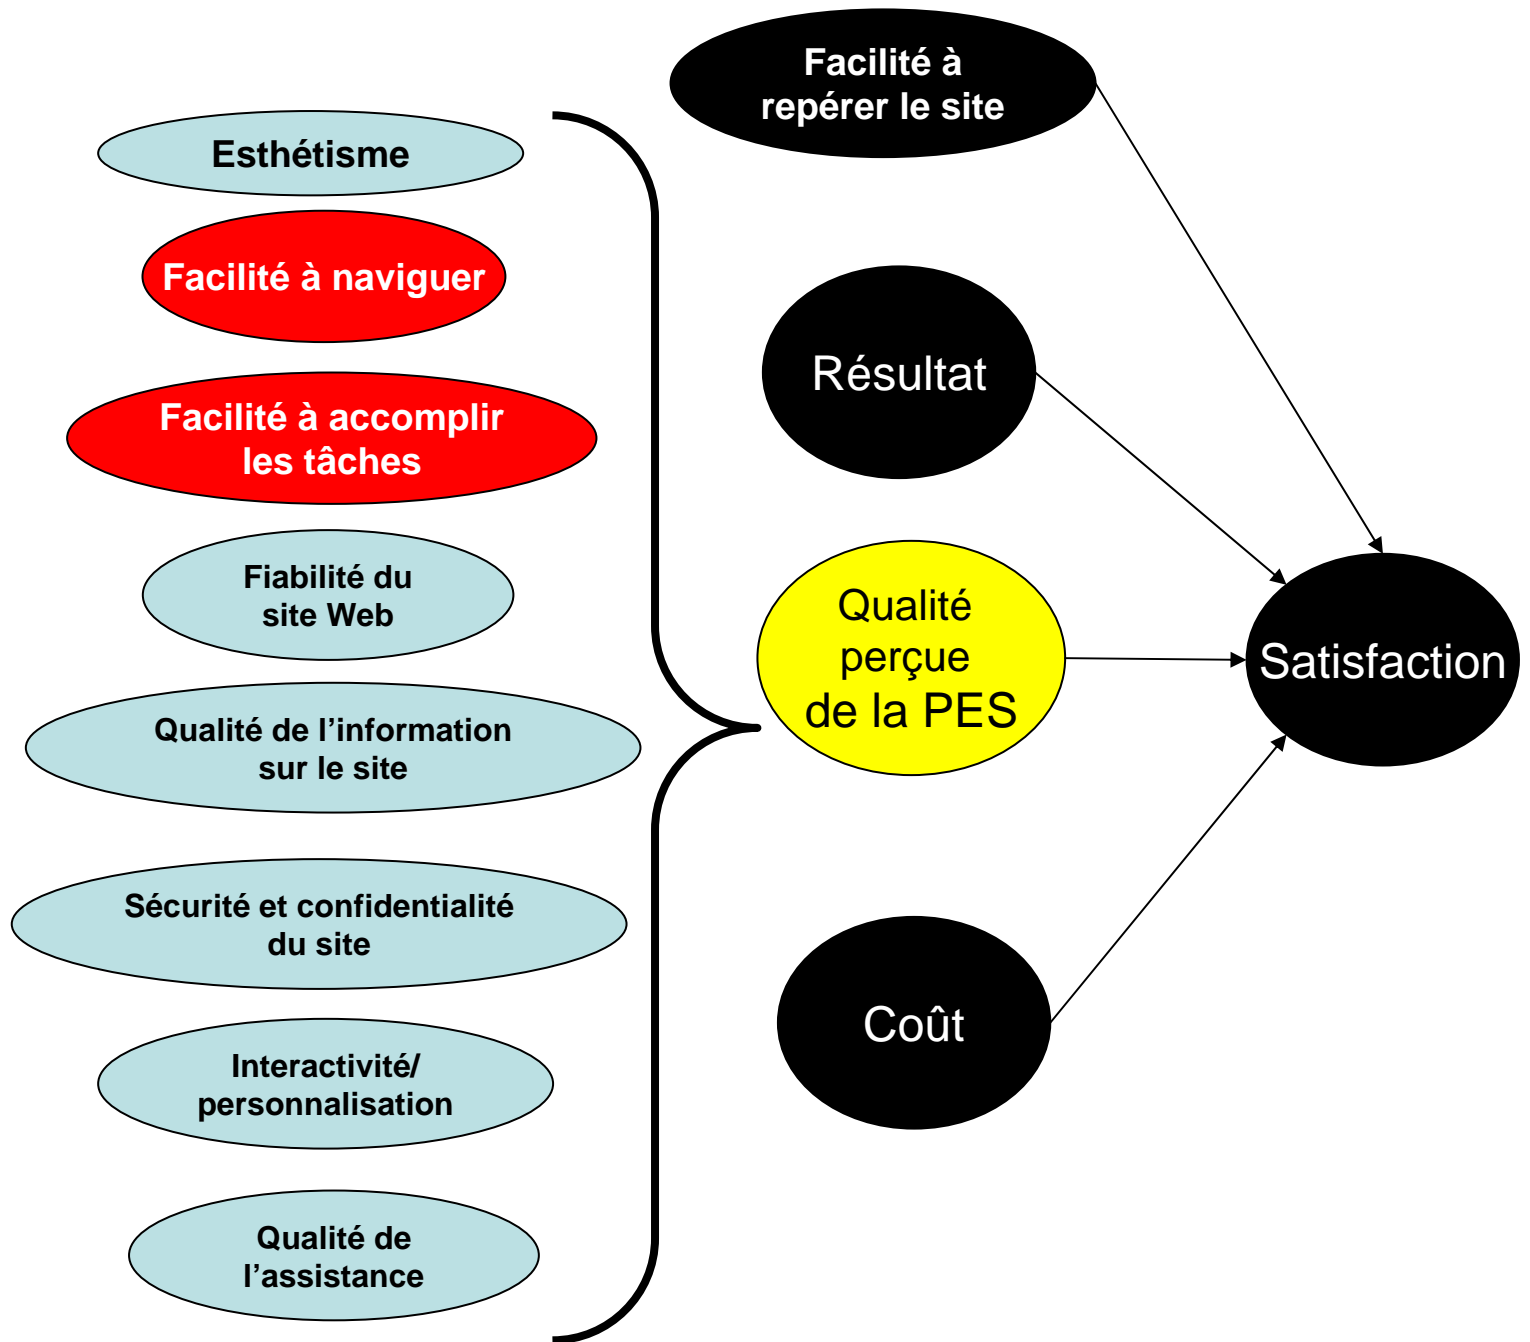 Facilité à
repérer le site
Esthétisme
Facilité à naviguer
Résultat
Facilité à accomplir
les tâches
Fiabilité du
site Web
Qualité
perçue
de la PES
Satisfaction
Qualité de l’information
sur le site
Sécurité et confidentialité
du site
Coût
Interactivité/
personnalisation
Qualité de
l’assistance